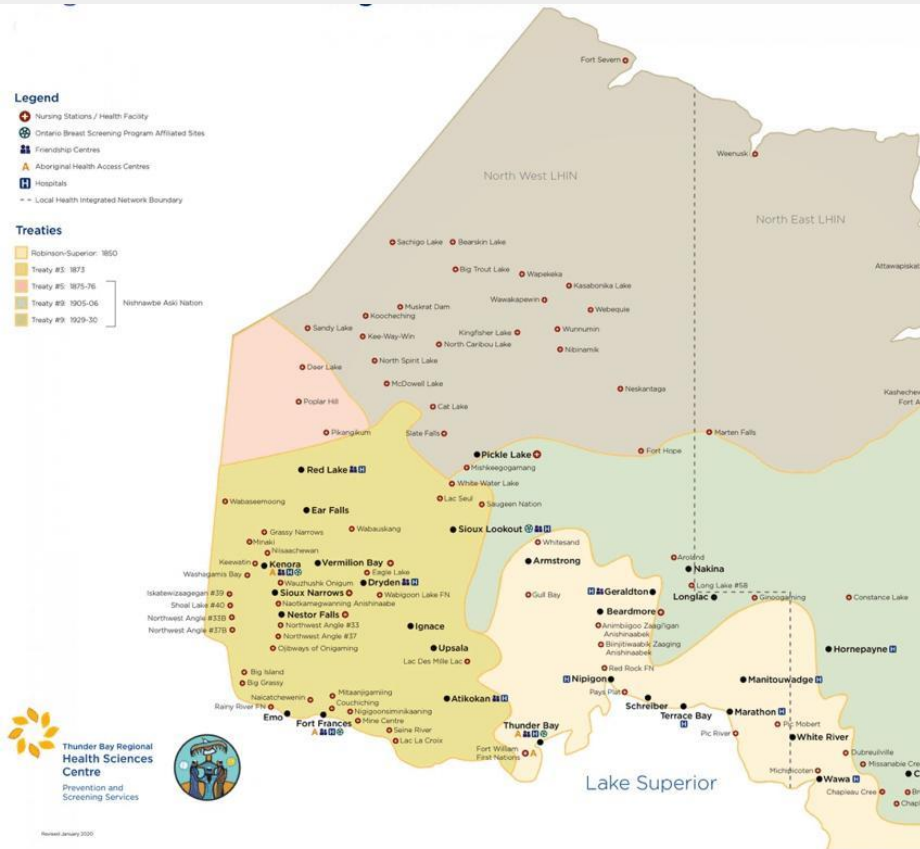 Legend
Nursing Stations / Health Facility
Ontario Breast Screening Program Affiliated Sites
Friendship Centres
A Aboriginal Health Access Centres
H Hospitals
Local Health Integrated Network Boundary
Treaties
Robinson-Superior: 1850
Treaty #3: 1873
Treaty #5: 1875-76
Treaty #9: 1905-06
Treaty #9: 1929-30
Nishnawbe Aski Nation
Fort Severn
Weenusk
North West LHIN
North East LHIN
Sachigo Lake
Bearskin Lake
Attawapiskat
Big Trout Lake
Wapekeka
Kasabonika Lake
Wawakapewin
Muskrat Dam
Webequie
Koocheching
Sandy Lake
Kee-Way-Win
Kingfisher Lake
Wunnumin
North Caribou Lake
Nibinamik
North Spirit Lake
Deer Lake
McDowell Lake
Neskantaga
Kashechew
Fort A
Poplar Hill
Cat Lake
Pikangikum
Slate Falls
Marten Falls
Fort Hope
Pickle Lake
Mishkeegogamang
Red Lake H
White Water Lake
Wabaseemoong
Lac Seul
Saugeen Nation
Ear Falls
Sioux Lookout H
Grassy Narrows
Wabauskang
Minaki
Whitesand
Niisaachewan
Keewatin
Kenora
A H
Vermilion Bay
Armstrong
Aroland
Nakina
Washagamis Bay
Eagle Lake
Wauzhushk Onigum
Dryden H
Long Lake #58
Iskatewizaagegan #39
Sioux Narrows
Wabigoon Lake FN
Gull Bay
H Geraldton
Longlac
Ginoogaming
Constance Lake
Shoal Lake #40
Naotkamegwanning Anishinaabe
Nestor Falls
Beardmore
Northwest Angle #33B
Northwest Angle #33
Ignace
Animbiigoo Zaagi'igan
Anishinaabek
Northwest Angle #37B
Northwest Angle #37
Ojibways of Onigaming
Upsala
Biinjitiwaabik Zaaging
Anishinaabek
Hornepayne H
Lac Des Mille Lac
Red Rock FN
Big Island
Big Grassy
Nipigon
H
Manitouwadge H
Naicatchewenin
Mitaanjigamiing
Couchiching
Atikokan H
Pays Plat
Schreiber
Rainy River FN
Nigigoonsiminikaaning
Emo
Fort Frances
A H
Mine Centre
Terrace Bay
H
Marathon H
Thunder Bay
A H
Pic Mobert
Seine River
Pic River
White River
Lac La Croix
Fort William
First Nations A
Dubreuilville
Missanabie Cre
Michipicoten
Wawa H
C
Chapleau Cree
Br
Chapl
Lake Superior
Thunder Bay Regional
Health Sciences
Centre
Prevention and
Screening Services
Revised January 2020